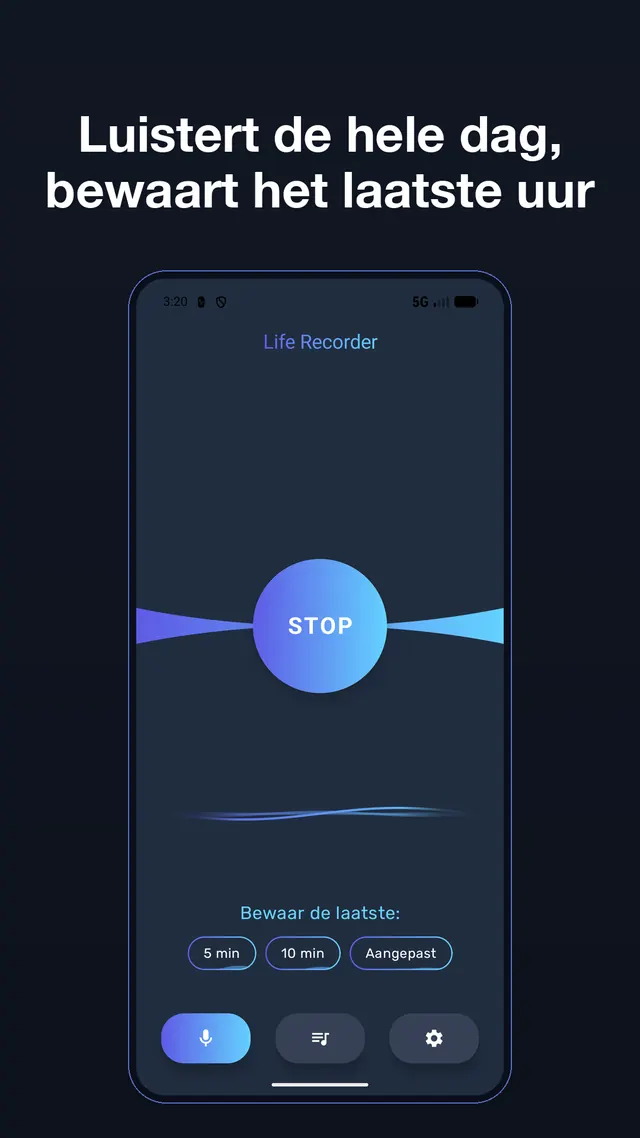 Luistert de hele dag,
bewaart het laatste uur
3:20
5G
Life Recorder
STOP
Bewaar de laatste:
5 min
10 min
Aangepast